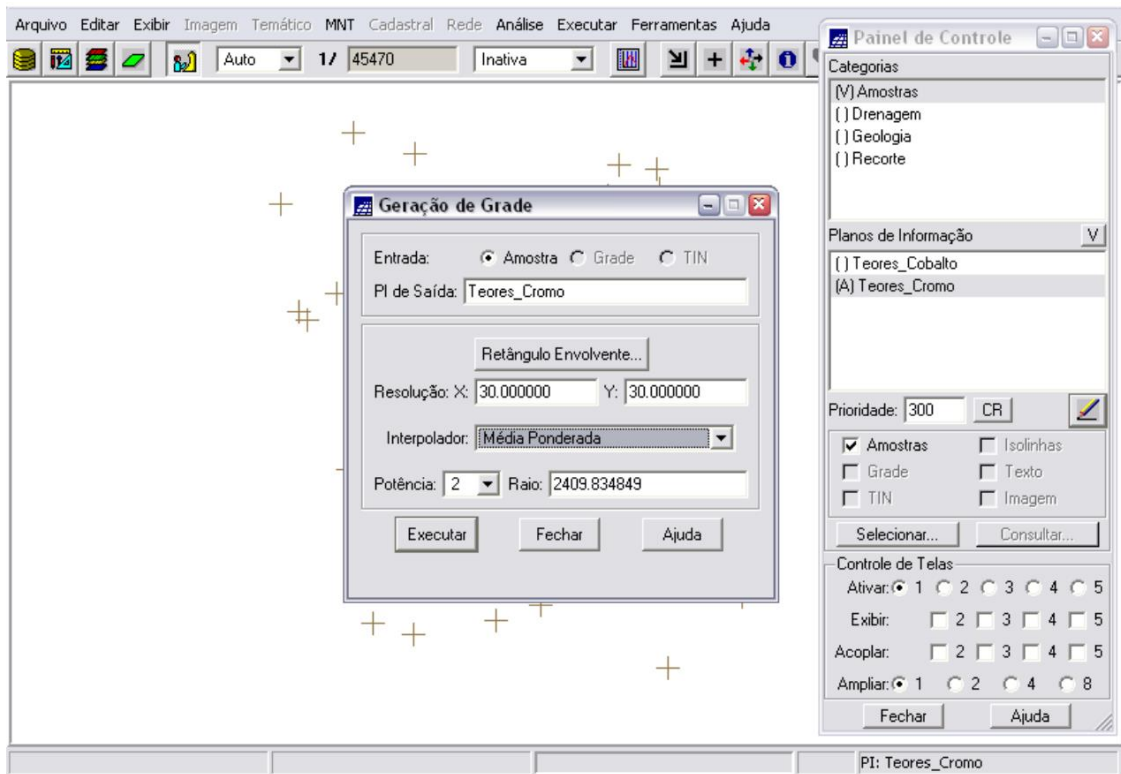 Arquivo Editar Exibir Imagem Temático MNT Cadastral Rede Análise Executar Ferramentas Ajuda
Auto 1/ 45470 Inativa
Painel de Controle
Categorias
(V) Amostras
( ) Drenagem
( ) Geologia
( ) Recorte
Planos de Informação V
( ) Teores_Cobalto
(A) Teores_Cromo
Prioridade: 300 CR
Amostras Isolinhas
Grade Texto
TIN Imagem
Selecionar... Consultar...
Controle de Telas
Ativar: 1 2 3 4 5
Exibir: 2 3 4 5
Acoplar: 2 3 4 5
Ampliar: 1 2 4 8
Fechar Ajuda
Geração de Grade
Entrada: Amostra Grade TIN
PI de Saída: Teores_Cromo
Retângulo Envolvente...
Resolução: X: 30.000000 Y: 30.000000
Interpolador: Média Ponderada
Potência: 2 Raio: 2409.834849
Executar Fechar Ajuda
PI: Teores_Cromo